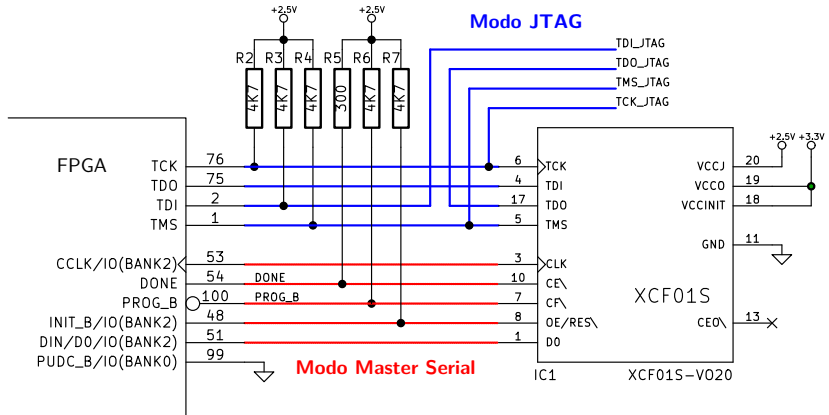 +2.5V
+2.5V
Modo JTAG
R2 R3 R4 R5 R6 R7
4K7 4K7 4K7 300 4K7 4K7
TDI_JTAG
TDO_JTAG
TMS_JTAG
TCK_JTAG
FPGA
TCK 76
TDO 75
TDI 2
TMS 1
CCLK/IO(BANK2) 53
DONE 54 DONE
PROG_B 100 PROG_B
INIT_B/IO(BANK2) 48
DIN/D0/IO(BANK2) 51
PUDC_B/IO(BANK0) 99
Modo Master Serial
6 TCK
4 TDI
17 TDO
5 TMS
3 CLK
10 CE\
7 CF\
8 OE/RES\
1 D0
+2.5V +3.3V
VCCJ 20
VCCO 19
VCCINIT 18
GND 11
XCF01S
CEO\ 13
IC1
XCF01S-VO20